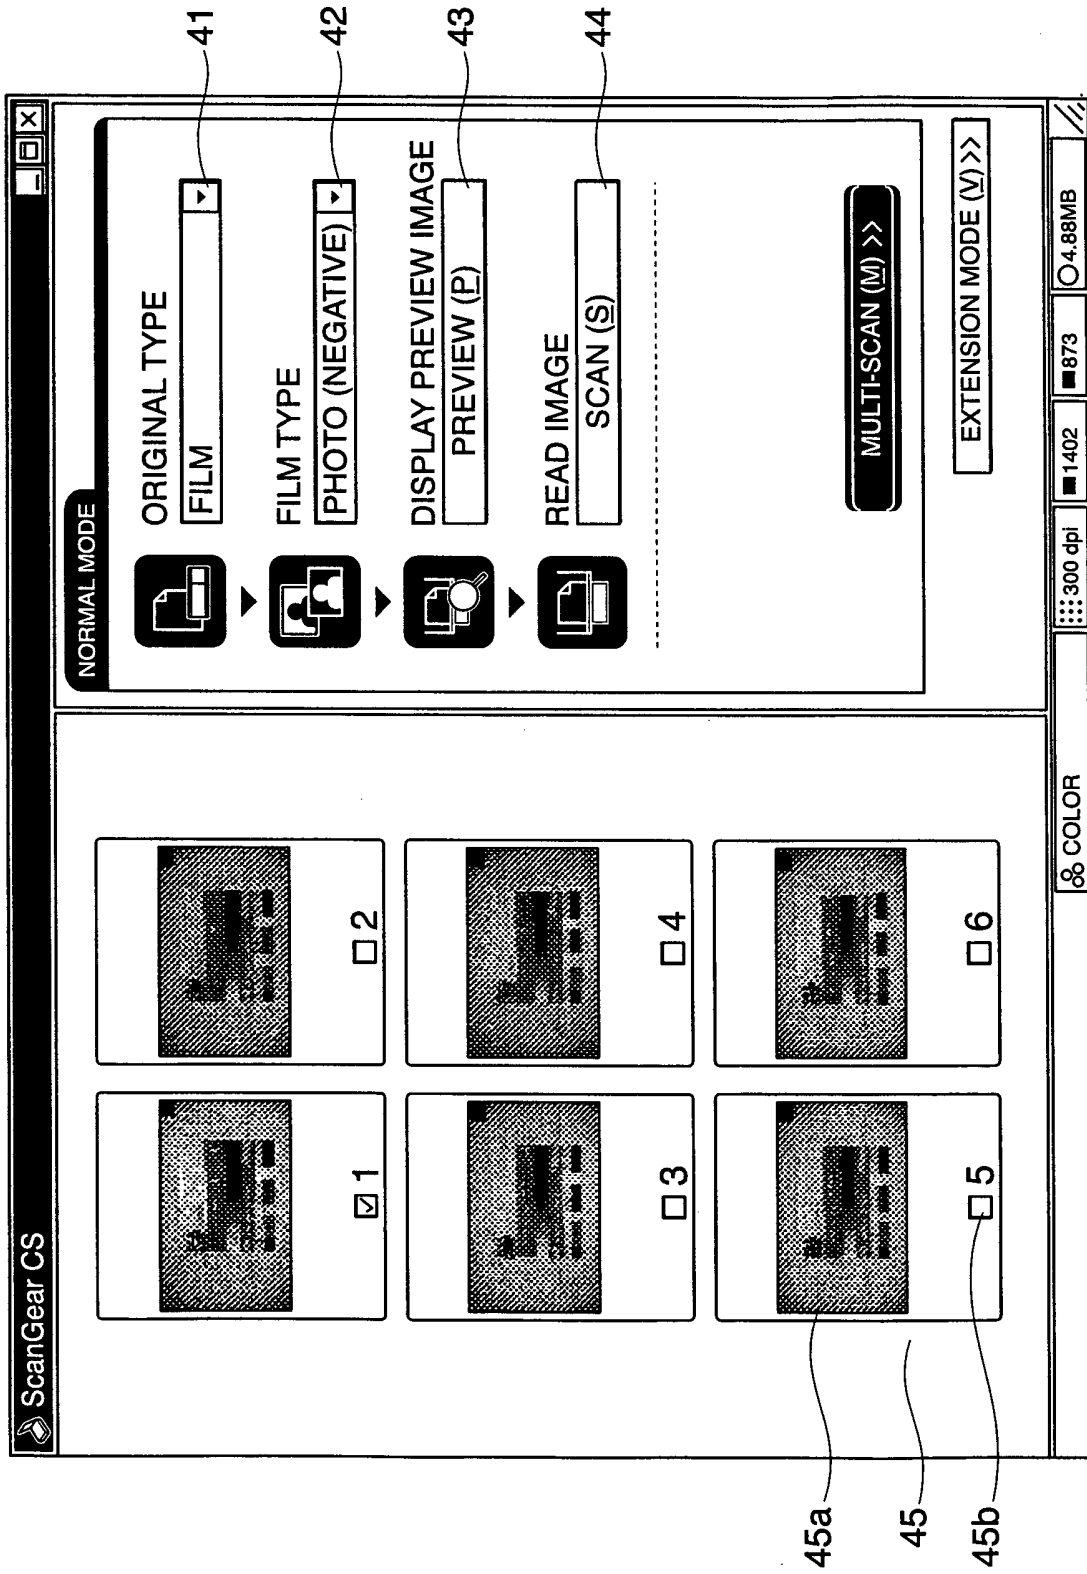 ScanGear CS
1
2
3
4
5
6
NORMAL MODE
ORIGINAL TYPE
FILM
FILM TYPE
PHOTO (NEGATIVE)
DISPLAY PREVIEW IMAGE
PREVIEW (P)
READ IMAGE
SCAN (S)
MULTI-SCAN (M) >>
EXTENSION MODE (V)>>
COLOR
300 dpi
1402
873
4.88MB
41
42
43
44
45a
45
45b